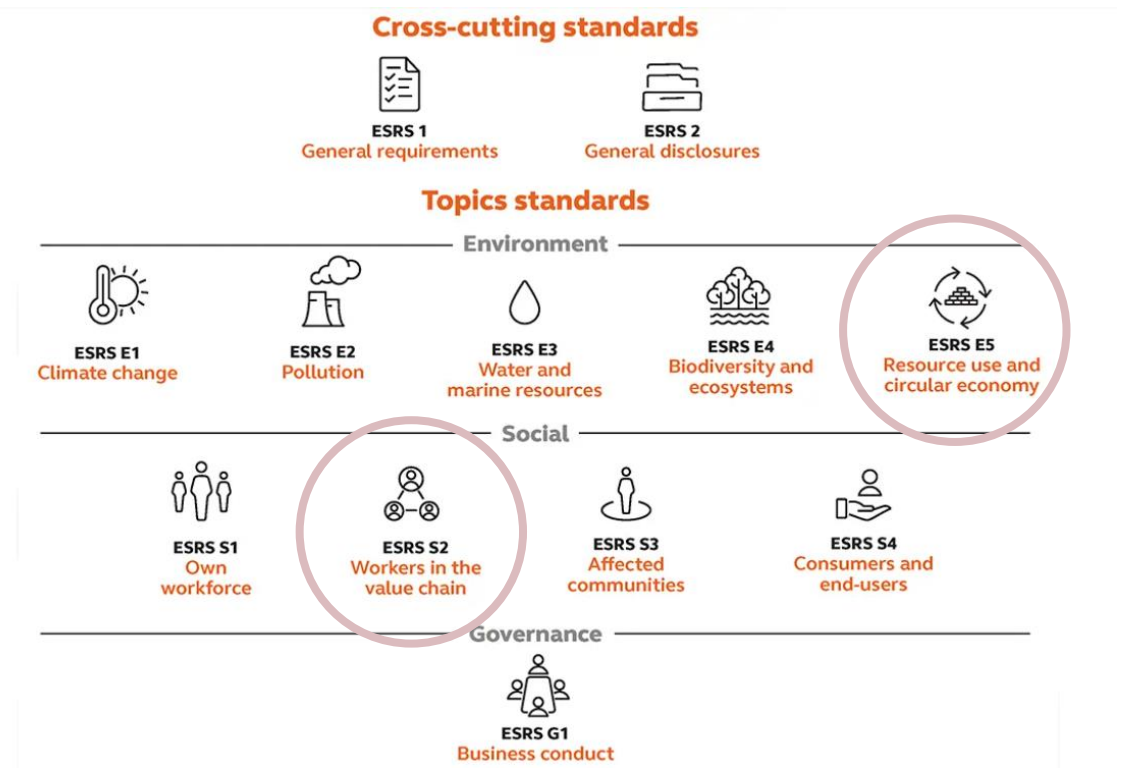 Cross-cutting standards
ESRS 1
General requirements
ESRS 2
General disclosures
Topics standards
Environment
ESRS E1
Climate change
ESRS E2
Pollution
ESRS E3
Water and
marine resources
ESRS E4
Biodiversity and
ecosystems
ESRS E5
Resource use and
circular economy
Social
ESRS S1
Own
workforce
ESRS S2
Workers in the
value chain
ESRS S3
Affected
communities
ESRS S4
Consumers and
end-users
Governance
ESRS G1
Business conduct